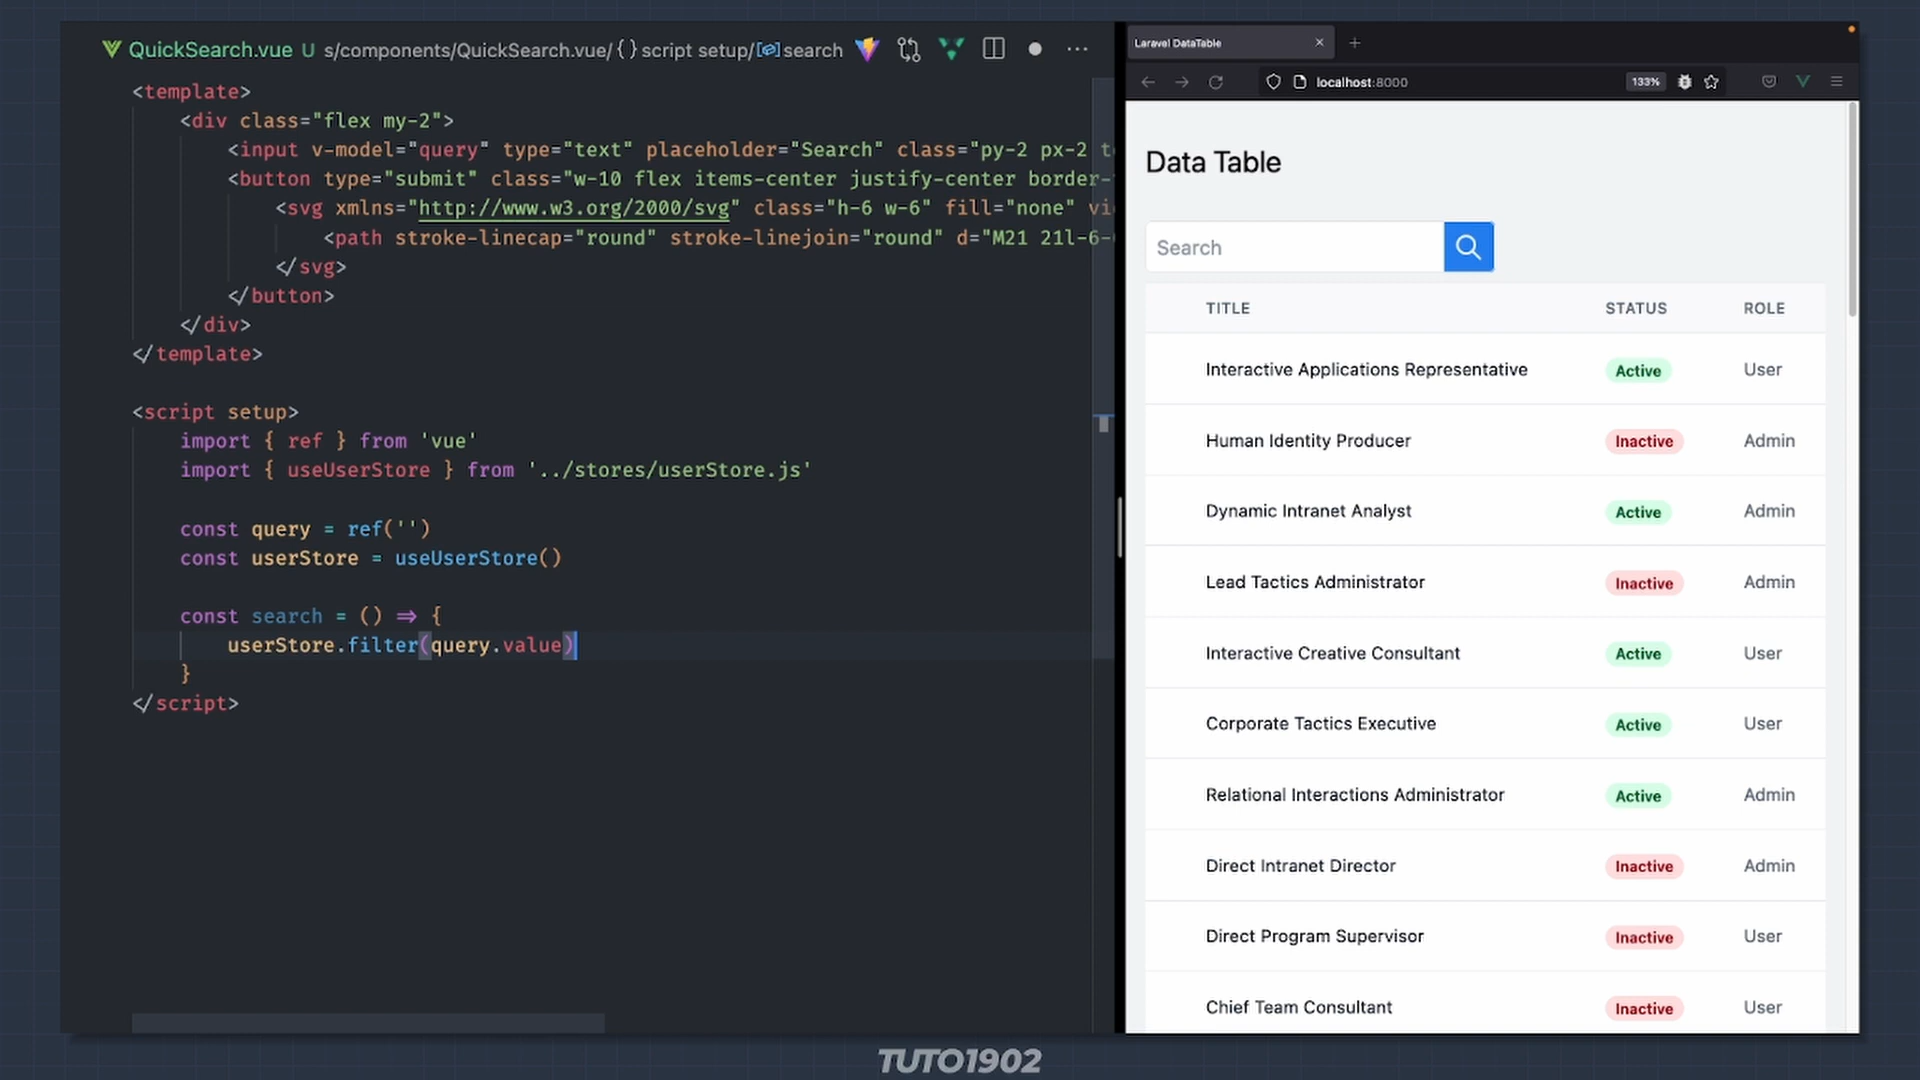 QuickSearch.vue U s/components/QuickSearch.vue/{} script setup/search
<template>
<div class="flex my-2">
<input v-model="query" type="text" placeholder="Search" class="py-2 px-2
<button type="submit" class="w-10 flex items-center justify-center border-
<svg xmlns="http://www.w3.org/2000/svg" class="h-6 w-6" fill="none"
<path stroke-linecap="round" stroke-linejoin="round" d="M21 21l-6-
</svg>
</button>
</div>
</template>
<script setup>
import { ref } from 'vue'
import { useUserStore } from '../stores/userStore.js'
const query = ref('')
const userStore = useUserStore()
const search = () => {
userStore.filter(query.value)
}
</script>
Laravel DataTable
localhost:8000
133%
Data Table
Search
TITLE STATUS ROLE
Interactive Applications Representative Active User
Human Identity Producer Inactive Admin
Dynamic Intranet Analyst Active Admin
Lead Tactics Administrator Inactive Admin
Interactive Creative Consultant Active User
Corporate Tactics Executive Active User
Relational Interactions Administrator Active Admin
Direct Intranet Director Inactive Admin
Direct Program Supervisor Inactive User
Chief Team Consultant Inactive User
TUTO1902